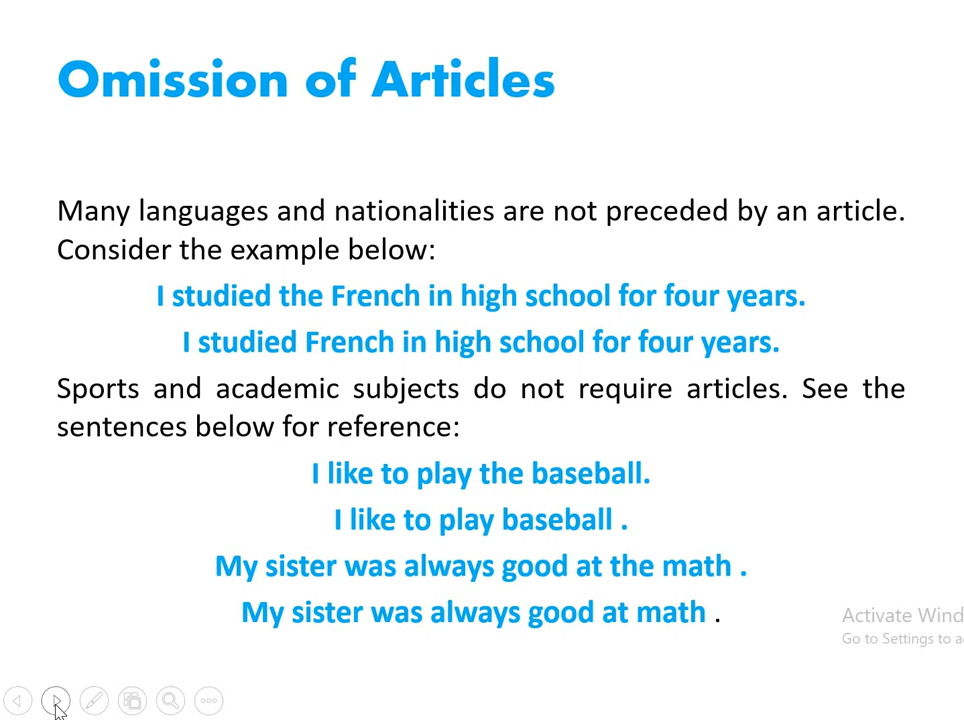 Omission of Articles
Many languages and nationalities are not preceded by an article.
Consider the example below:
I studied the French in high school for four years.
I studied French in high school for four years.
Sports and academic subjects do not require articles. See the
sentences below for reference:
I like to play the baseball.
I like to play baseball .
My sister was always good at the math .
My sister was always good at math .
Activate Wind
Go to Settings to a